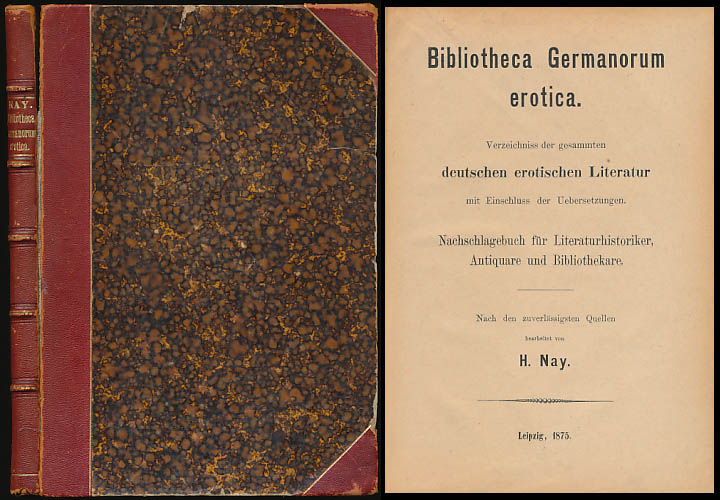 NAY.
Bibliotheca
Germanorum
erotica.
Bibliotheca Germanorum
erotica.
Verzeichniss der gesammten
deutschen erotischen Literatur
mit Einschluss der Uebersetzungen.
Nachschlagebuch für Literaturhistoriker,
Antiquare und Bibliothekare.
Nach den zuverlässigsten Quellen
bearbeitet von
H. Nay.
Leipzig, 1875.